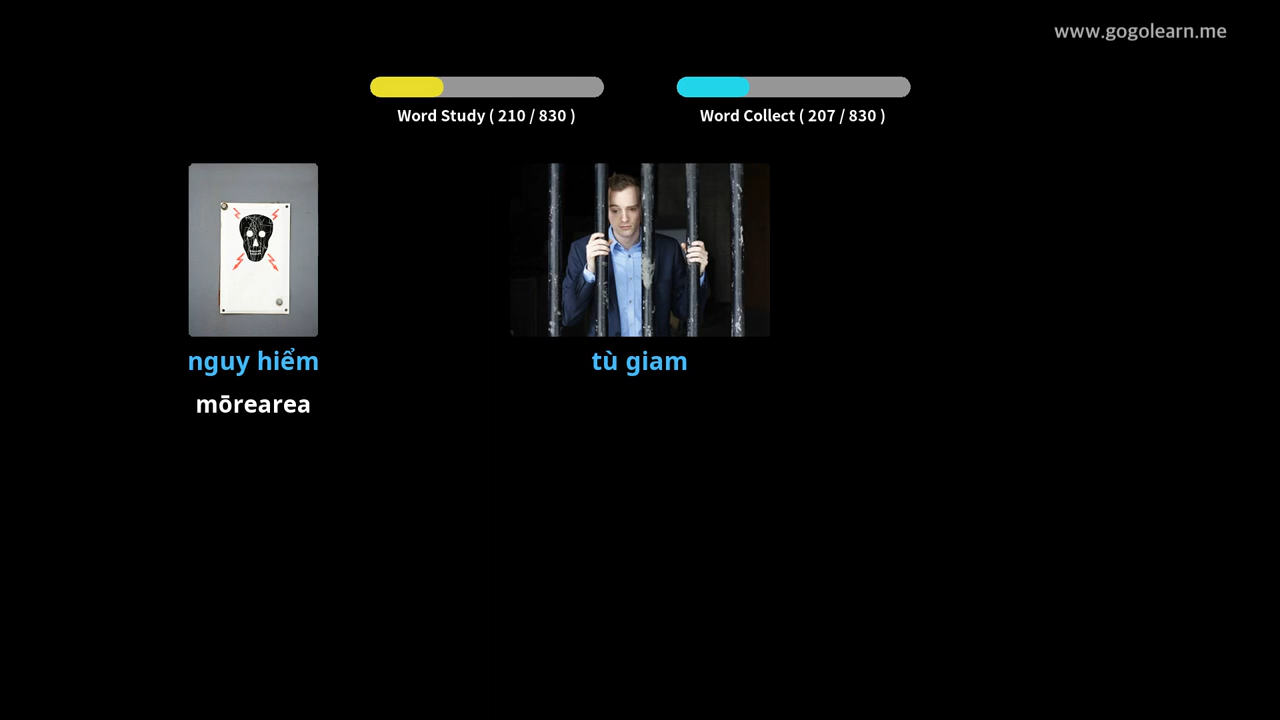 www.gogolearn.me
Word Study ( 210 / 830 )
Word Collect ( 207 / 830 )
nguy hiểm
mōrearea
tù giam